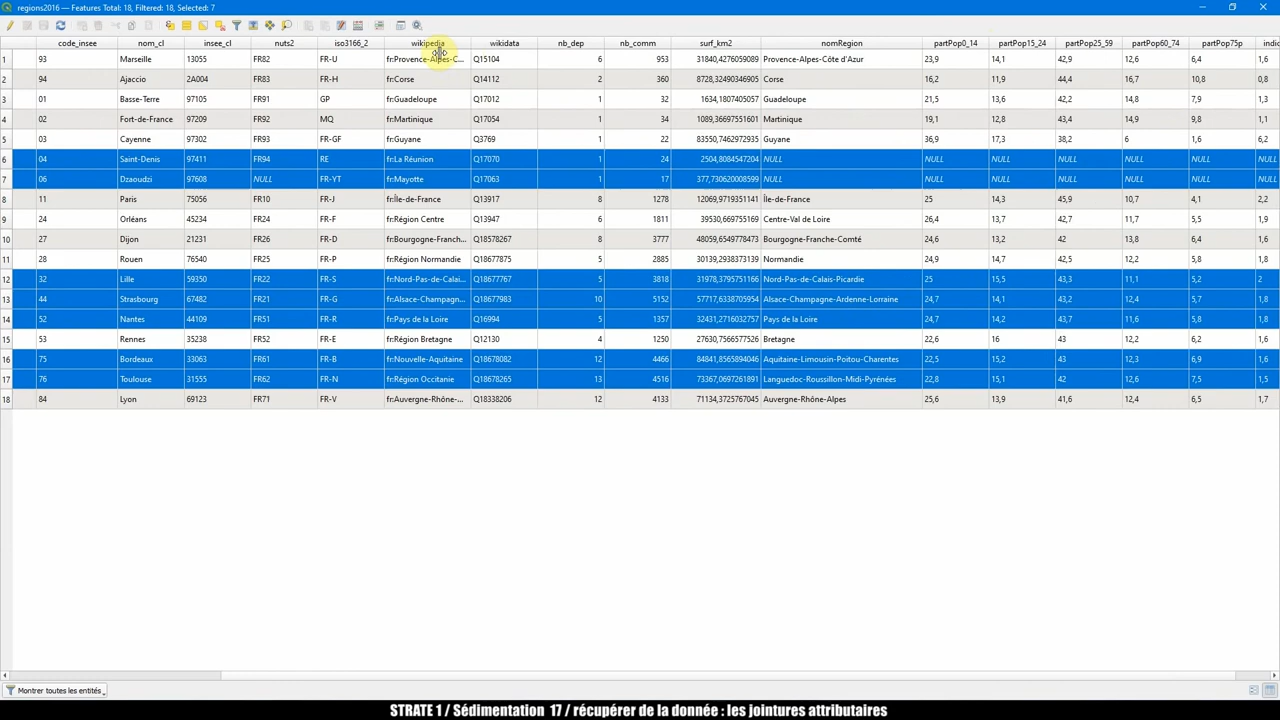 regions2016 — Features Total: 18, Filtered: 18, Selected: 7
code_insee nom_cl insee_cl nuts2 iso3166_2 wikipedia wikidata nb_dep nb_comm surf_km2 nomRegion partPop0_14 partPop15_24 partPop25_59 partPop60_74 partPop75p indic
1 93 Marseille 13055 FR82 FR-U fr:Provence-Alpes-C... Q15104 6 953 31840,4276059089 Provence-Alpes-Côte d'Azur 23,9 14,1 42,9 12,6 6,4 1,6
2 94 Ajaccio 2A004 FR83 FR-H fr:Corse Q14112 2 360 8728,32490346905 Corse 16,2 11,9 44,4 16,7 10,8 0,8
3 01 Basse-Terre 97105 FR91 GP fr:Guadeloupe Q17012 1 32 1634,1807405057 Guadeloupe 21,5 13,6 42,2 14,8 7,9 1,3
4 02 Fort-de-France 97209 FR92 MQ fr:Martinique Q17054 1 34 1089,36697551601 Martinique 19,1 12,8 43,4 14,9 9,8 1,1
5 03 Cayenne 97302 FR93 FR-GF fr:Guyane Q3769 1 22 83550,7462972935 Guyane 36,9 17,3 38,2 6 1,6 6,2
6 04 Saint-Denis 97411 FR94 RE fr:La Réunion Q17070 1 24 2504,8084547204 NULL NULL NULL NULL NULL NULL NULL
7 06 Dzaoudzi 97608 NULL FR-YT fr:Mayotte Q17063 1 17 377,730620008599 NULL NULL NULL NULL NULL NULL NULL
8 11 Paris 75056 FR10 FR-J fr:Île-de-France Q13917 8 1278 12069,9719351141 Île-de-France 25 14,3 45,9 10,7 4,1 2,2
9 24 Orléans 45234 FR24 FR-F fr:Région Centre Q13947 6 1811 39530,669755169 Centre-Val de Loire 26,4 13,7 42,7 11,7 5,5 1,9
10 27 Dijon 21231 FR26 FR-D fr:Bourgogne-Franch... Q18578267 8 3777 48059,6549778473 Bourgogne-Franche-Comté 24,6 13,2 42 13,8 6,4 1,6
11 28 Rouen 76540 FR25 FR-P fr:Région Normandie Q18677875 5 2885 30139,2938373139 Normandie 24,9 14,7 42,5 12,2 5,8 1,8
12 32 Lille 59350 FR22 FR-S fr:Nord-Pas-de-Calai... Q18677767 5 3818 31978,3795751166 Nord-Pas-de-Calais-Picardie 25 15,5 43,3 11,1 5,2 2
13 44 Strasbourg 67482 FR21 FR-G fr:Alsace-Champagn... Q18677983 10 5152 57717,6338705954 Alsace-Champagne-Ardenne-Lorraine 24,7 14,1 43,2 12,4 5,7 1,8
14 52 Nantes 44109 FR51 FR-R fr:Pays de la Loire Q16994 5 1357 32431,2716032757 Pays de la Loire 24,7 14,2 43,7 11,6 5,8 1,8
15 53 Rennes 35238 FR52 FR-E fr:Région Bretagne Q12130 4 1250 27630,7566577526 Bretagne 22,6 16 43 12,2 6,2 1,6
16 75 Bordeaux 33063 FR61 FR-B fr:Nouvelle-Aquitaine Q18678082 12 4466 84841,8565894046 Aquitaine-Limousin-Poitou-Charentes 22,5 15,2 43 12,3 6,9 1,5
17 76 Toulouse 31555 FR62 FR-N fr:Région Occitanie Q18678265 13 4516 73367,0697261891 Languedoc-Roussillon-Midi-Pyrénées 22,8 15,1 42 12,6 7,5 1,5
18 84 Lyon 69123 FR71 FR-V fr:Auvergne-Rhône-... Q18338206 12 4133 71134,3725767045 Auvergne-Rhône-Alpes 25,6 13,9 41,6 12,4 6,5 1,7
Montrer toutes les entités
STRATE 1 / Sédimentation 17 / récupérer de la donnée : les jointures attributaires